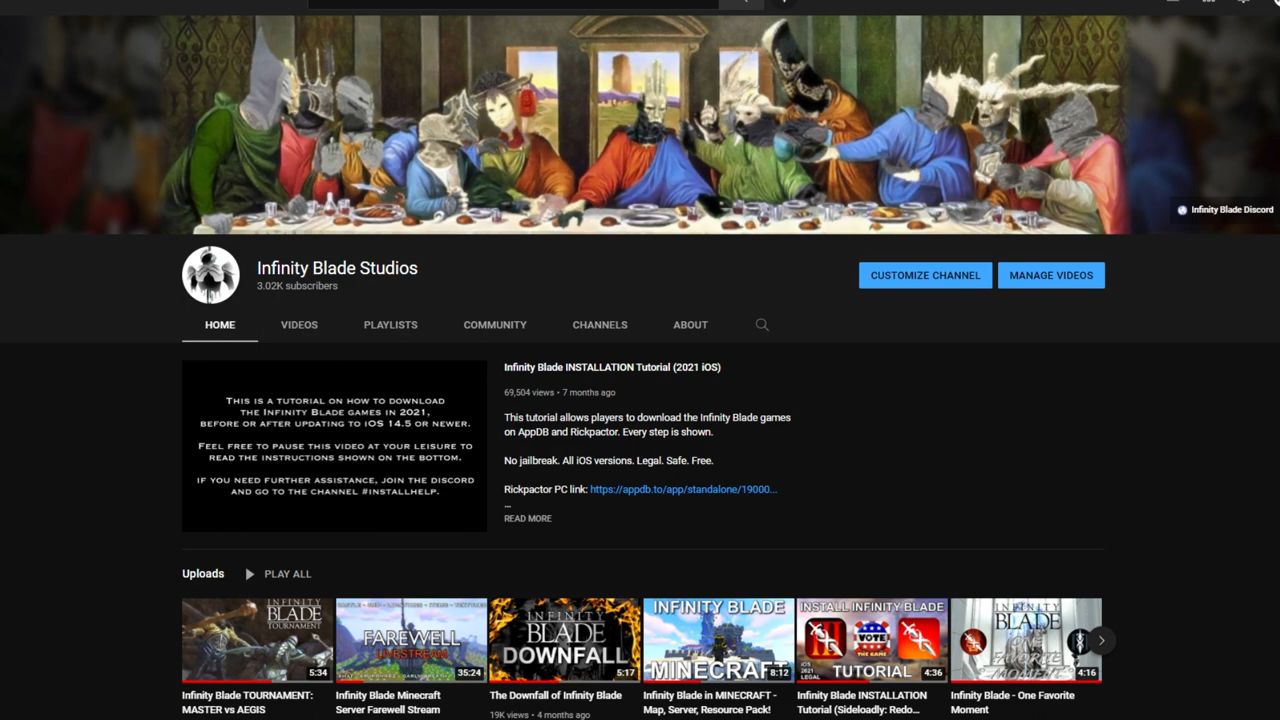 Infinity Blade Discord
Infinity Blade Studios
3.02K subscribers
CUSTOMIZE CHANNEL
MANAGE VIDEOS
HOME
VIDEOS
PLAYLISTS
COMMUNITY
CHANNELS
ABOUT
THIS IS A TUTORIAL ON HOW TO DOWNLOAD
THE INFINITY BLADE GAMES IN 2021,
BEFORE OR AFTER UPDATING TO IOS 14.5 OR NEWER.
FEEL FREE TO PAUSE THIS VIDEO AT YOUR LEISURE TO
READ THE INSTRUCTIONS SHOWN ON THE BOTTOM.
IF YOU NEED FURTHER ASSISTANCE, JOIN THE DISCORD
AND GO TO THE CHANNEL #INSTALLHELP.
Infinity Blade INSTALLATION Tutorial (2021 iOS)
69,504 views • 7 months ago
This tutorial allows players to download the Infinity Blade games
on AppDB and Rickpactor. Every step is shown.
No jailbreak. All iOS versions. Legal. Safe. Free.
Rickpactor PC link: https://appdb.to/app/standalone/19000...
...
READ MORE
Uploads
PLAY ALL
INFINITY
BLADE
TOURNAMENT
5:34
FAREWELL
LIVESTREAM
35:24
INFINITY
BLADE
DOWNFALL
5:17
INFINITY BLADE
MINECRAFT
8:12
INSTALL INFINITY BLADE
VOTE
THE GAME
iOS
2021
LEGAL
TUTORIAL
4:36
INFINITY
BLADE
ONE
FAVORITE
MOMENT
4:16
Infinity Blade TOURNAMENT:
MASTER vs AEGIS
Infinity Blade Minecraft
Server Farewell Stream
The Downfall of Infinity Blade
19K views • 4 months ago
Infinity Blade in MINECRAFT -
Map, Server, Resource Pack!
Infinity Blade INSTALLATION
Tutorial (Sideloadly: Redo...
Infinity Blade - One Favorite
Moment